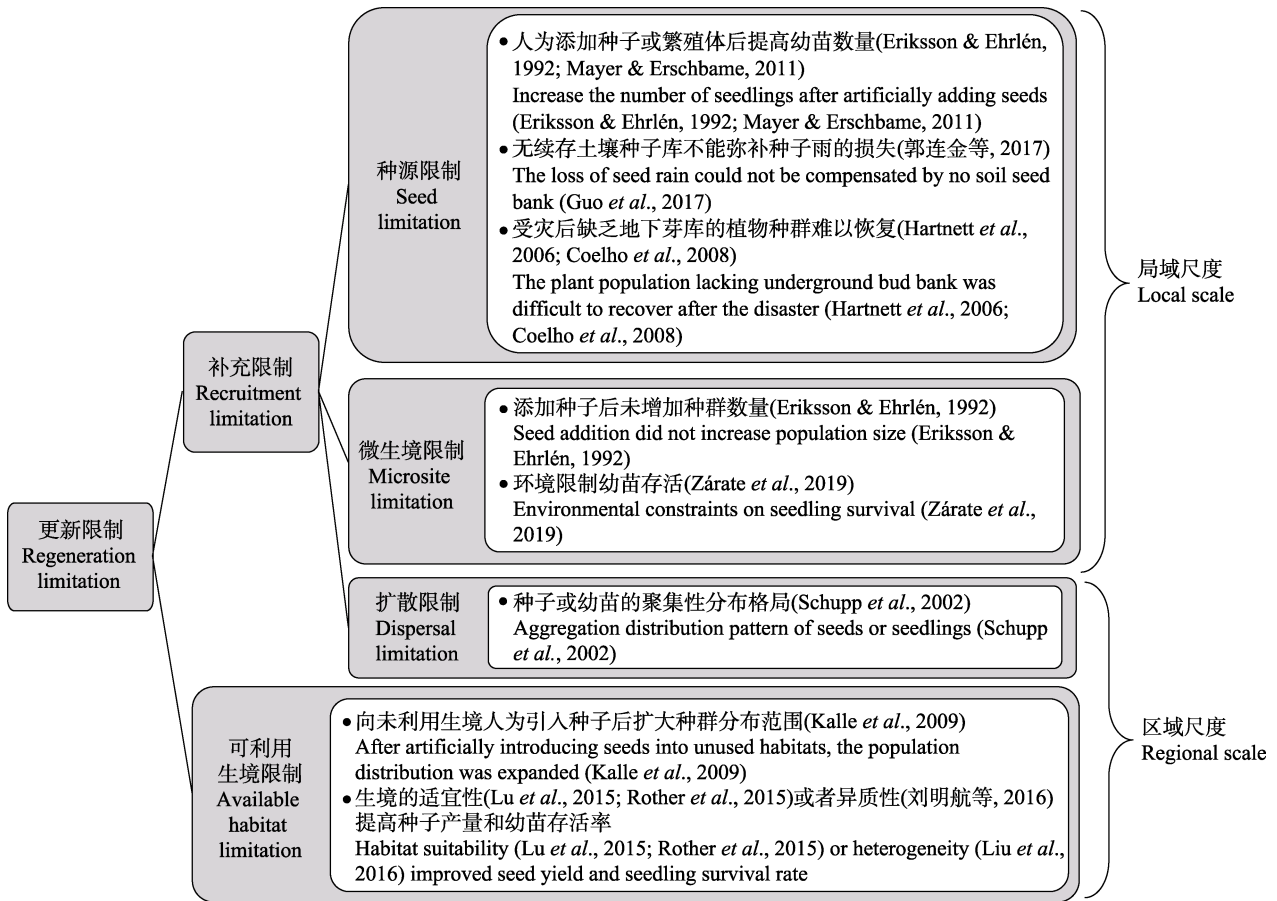 更新限制
Regeneration
limitation
补充限制
Recruitment
limitation
种源限制
Seed
limitation
●人为添加种子或繁殖体后提高幼苗数量(Eriksson & Ehrlén,
1992; Mayer & Erschbame, 2011)
Increase the number of seedlings after artificially adding seeds
(Eriksson & Ehrlén, 1992; Mayer & Erschbame, 2011)
●无续存土壤种子库不能弥补种子雨的损失(郭连金等, 2017)
The loss of seed rain could not be compensated by no soil seed
bank (Guo et al., 2017)
●受灾后缺乏地下芽库的植物种群难以恢复(Hartnett et al.,
2006; Coelho et al., 2008)
The plant population lacking underground bud bank was
difficult to recover after the disaster (Hartnett et al., 2006;
Coelho et al., 2008)
微生境限制
Microsite
limitation
●添加种子后未增加种群数量(Eriksson & Ehrlén, 1992)
Seed addition did not increase population size (Eriksson &
Ehrlén, 1992)
●环境限制幼苗存活(Zárate et al., 2019)
Environmental constraints on seedling survival (Zárate et al.,
2019)
局域尺度
Local scale
扩散限制
Dispersal
limitation
●种子或幼苗的聚集性分布格局(Schupp et al., 2002)
Aggregation distribution pattern of seeds or seedlings (Schupp
et al., 2002)
可利用
生境限制
Available
habitat
limitation
●向未利用生境人为引入种子后扩大种群分布范围(Kalle et al., 2009)
After artificially introducing seeds into unused habitats, the population
distribution was expanded (Kalle et al., 2009)
●生境的适宜性(Lu et al., 2015; Rother et al., 2015)或者异质性(刘明航等, 2016)
提高种子产量和幼苗存活率
Habitat suitability (Lu et al., 2015; Rother et al., 2015) or heterogeneity (Liu et al.,
2016) improved seed yield and seedling survival rate
区域尺度
Regional scale